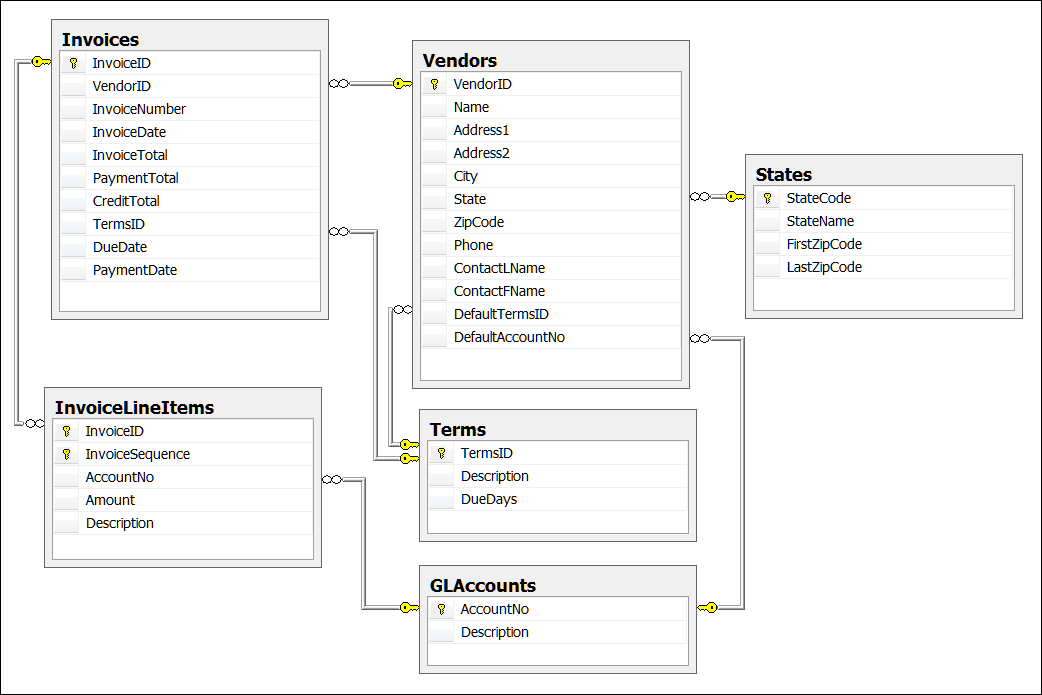 Invoices
InvoiceID
VendorID
InvoiceNumber
InvoiceDate
InvoiceTotal
PaymentTotal
CreditTotal
TermsID
DueDate
PaymentDate
Vendors
VendorID
Name
Address1
Address2
City
State
ZipCode
Phone
ContactLName
ContactFName
DefaultTermsID
DefaultAccountNo
States
StateCode
StateName
FirstZipCode
LastZipCode
InvoiceLineItems
InvoiceID
InvoiceSequence
AccountNo
Amount
Description
Terms
TermsID
Description
DueDays
GLAccounts
AccountNo
Description